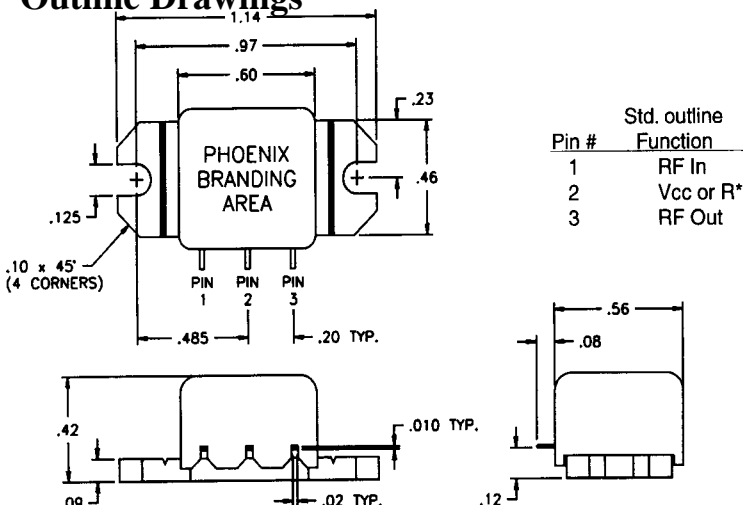 Outline Drawings
1.14
.97
.60
.23
.46
PHOENIX
BRANDING
AREA
.125
.10 x 45°
(4 CORNERS)
PIN 1
PIN 2
PIN 3
.485
.20 TYP.
Std. outline
Pin # Function
1 RF In
2 Vcc or R*
3 RF Out
.56
.08
.42
.010 TYP.
.09
.02 TYP.
.12